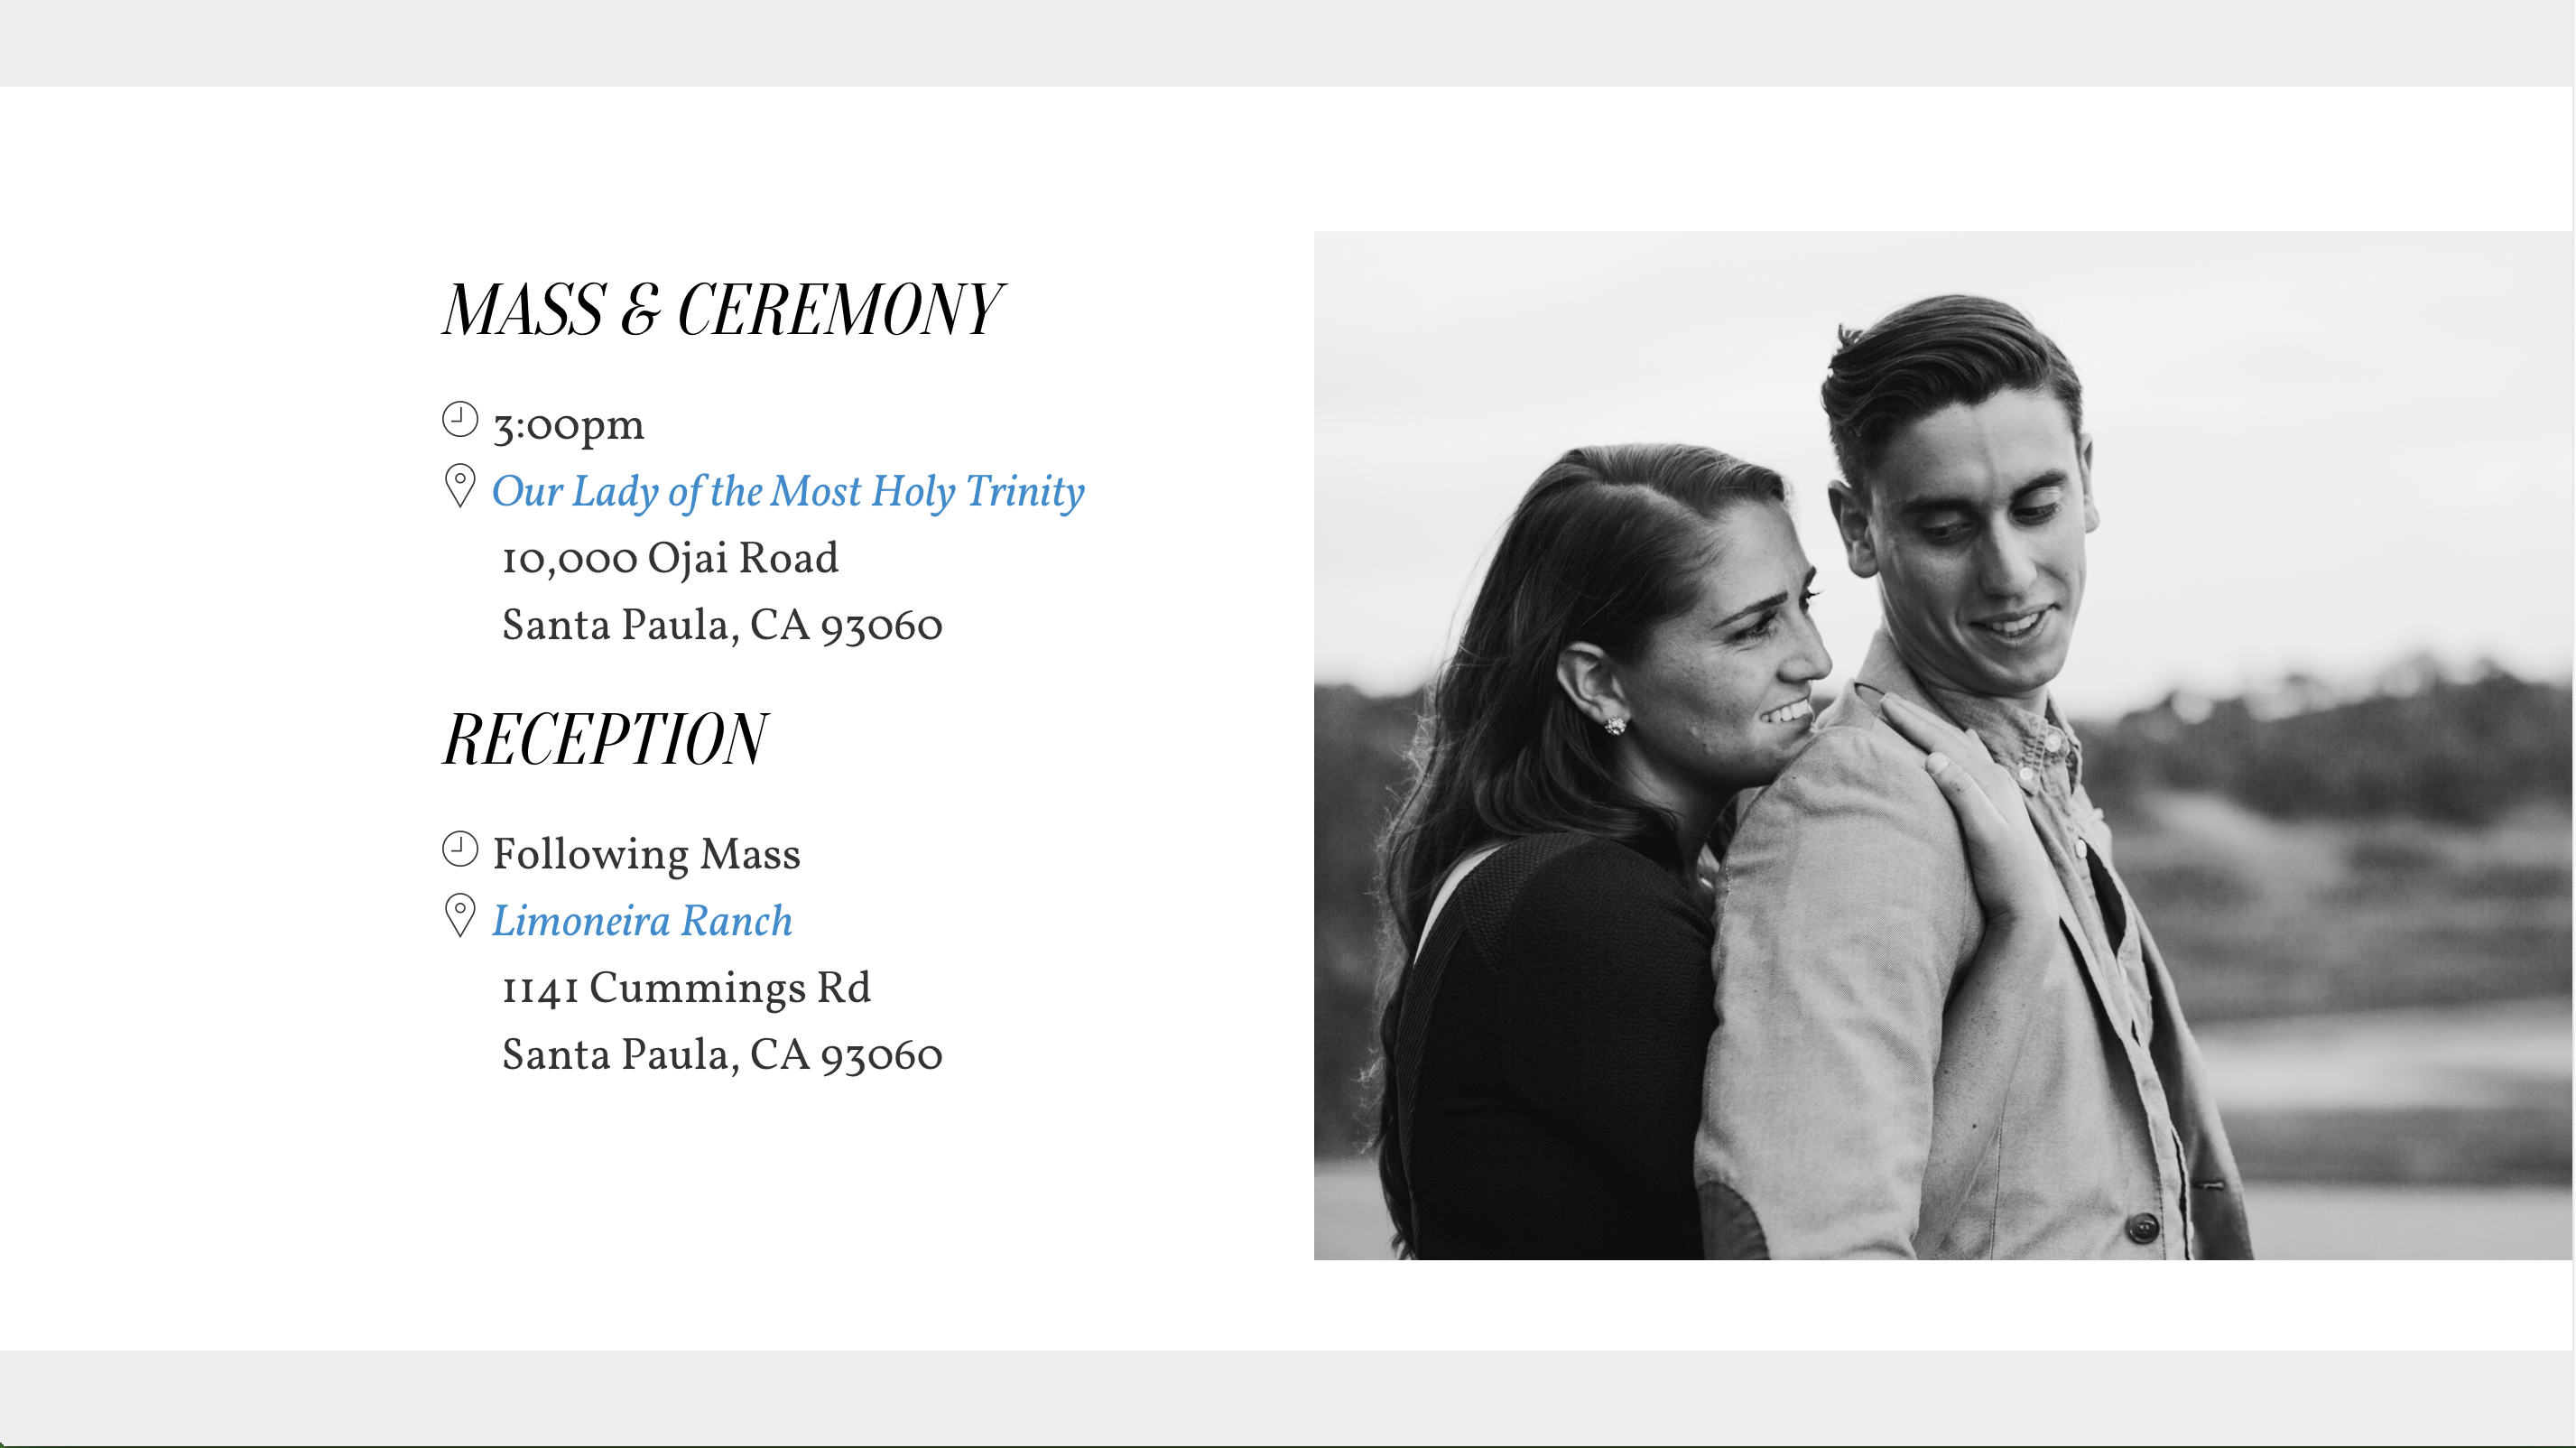 MASS & CEREMONY
3:00pm
Our Lady of the Most Holy Trinity
10,000 Ojai Road
Santa Paula, CA 93060
RECEPTION
Following Mass
Limoneira Ranch
1141 Cummings Rd
Santa Paula, CA 93060